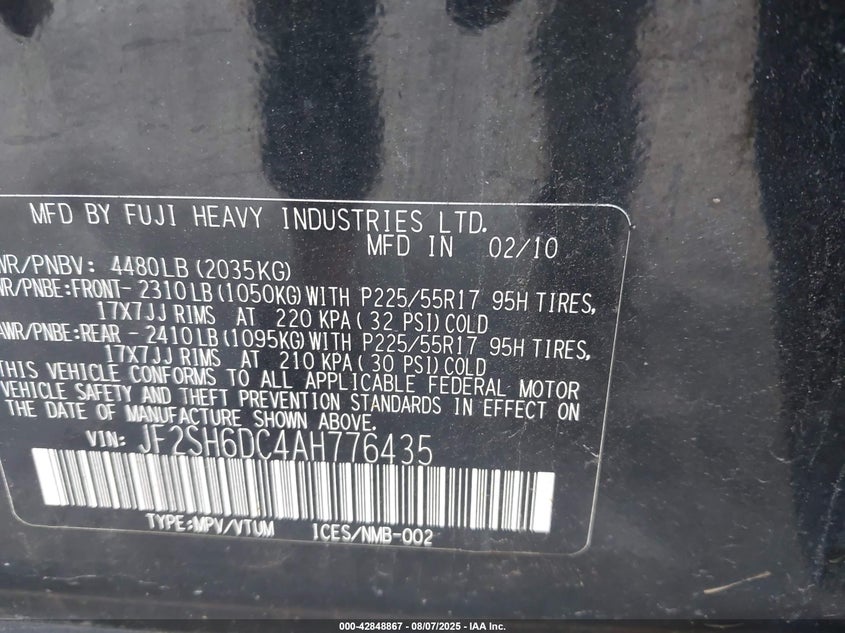 MFD BY FUJI HEAVY INDUSTRIES LTD.
MFD IN 02/10
WR/PNBV: 4480LB (2035KG)
WR/PNBE:FRONT- 2310LB (1050KG) WITH P225/55R17 95H TIRES,
17X7JJ RIMS AT 220 KPA ( 32 PSI) COLD
AWR/PNBE:REAR - 2410LB (1095KG) WITH P225/55R17 95H TIRES,
17X7JJ RIMS AT 210 KPA ( 30 PSI) COLD
THIS VEHICLE CONFORMS TO ALL APPLICABLE FEDERAL MOTOR
VEHICLE SAFETY AND THEFT PREVENTION STANDARDS IN EFFECT ON
THE DATE OF MANUFACTURE SHOWN ABOVE.
VIN: JF2SH6DC4AH776435
TYPE:MPV/VTUM ICES/NMB-002
000-42848867 - 08/07/2025 - IAA Inc.